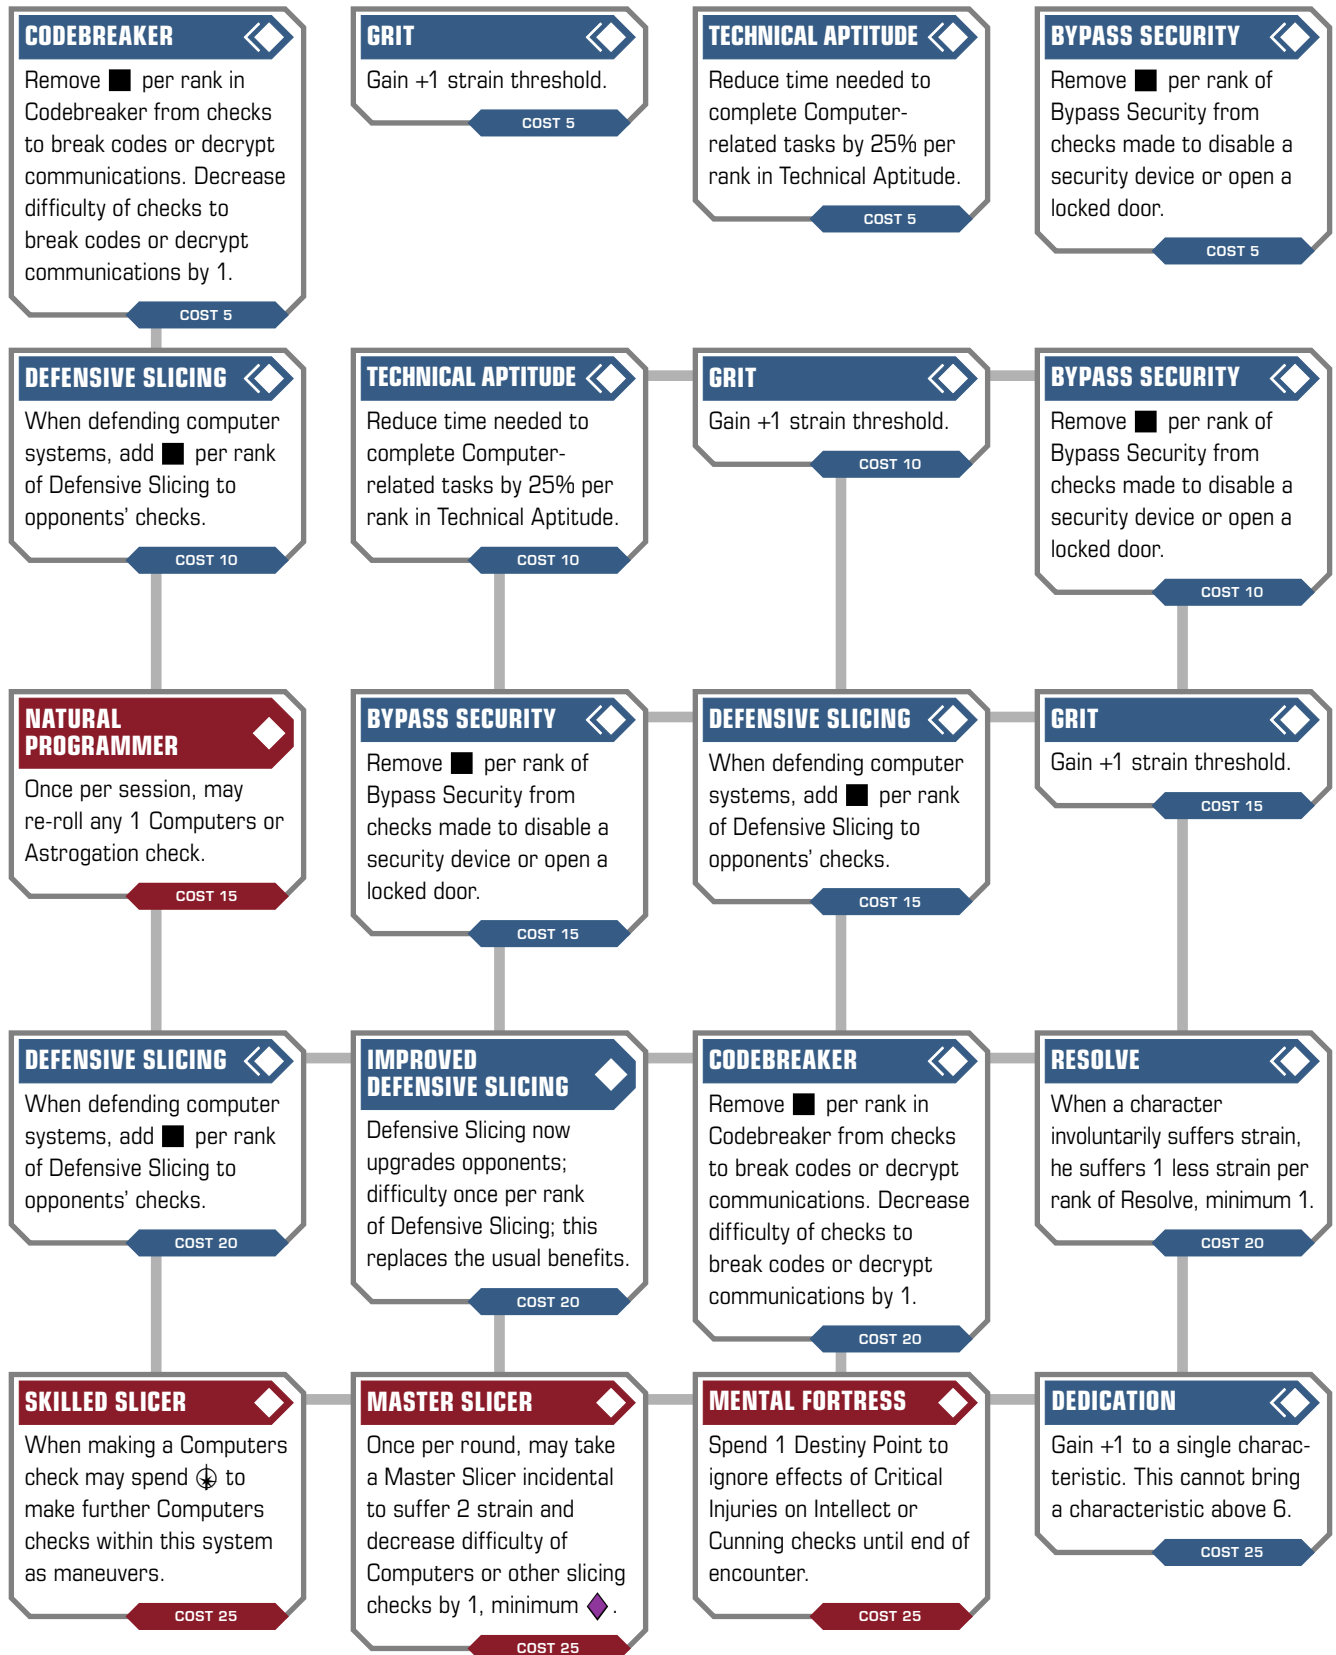 CODEBREAKER
Remove per rank in
Codebreaker from checks
to break codes or decrypt
communications. Decrease
difficulty of checks to
break codes or decrypt
communications by 1.
COST 5
GRIT
Gain +1 strain threshold.
COST 5
TECHNICAL APTITUDE
Reduce time needed to
complete Computer-
related tasks by 25% per
rank in Technical Aptitude.
COST 5
BYPASS SECURITY
Remove per rank of
Bypass Security from
checks made to disable a
security device or open a
locked door.
COST 5
DEFENSIVE SLICING
When defending computer
systems, add per rank
of Defensive Slicing to
opponents' checks.
COST 10
TECHNICAL APTITUDE
Reduce time needed to
complete Computer-
related tasks by 25% per
rank in Technical Aptitude.
COST 10
GRIT
Gain +1 strain threshold.
COST 10
BYPASS SECURITY
Remove per rank of
Bypass Security from
checks made to disable a
security device or open a
locked door.
COST 10
NATURAL
PROGRAMMER
Once per session, may
re-roll any 1 Computers or
Astrogation check.
COST 15
BYPASS SECURITY
Remove per rank of
Bypass Security from
checks made to disable a
security device or open a
locked door.
COST 15
DEFENSIVE SLICING
When defending computer
systems, add per rank
of Defensive Slicing to
opponents' checks.
COST 15
GRIT
Gain +1 strain threshold.
COST 15
DEFENSIVE SLICING
When defending computer
systems, add per rank
of Defensive Slicing to
opponents' checks.
COST 20
IMPROVED
DEFENSIVE SLICING
Defensive Slicing now
upgrades opponents;
difficulty once per rank
of Defensive Slicing; this
replaces the usual benefits.
COST 20
CODEBREAKER
Remove per rank in
Codebreaker from checks
to break codes or decrypt
communications. Decrease
difficulty of checks to
break codes or decrypt
communications by 1.
COST 20
RESOLVE
When a character
involuntarily suffers strain,
he suffers 1 less strain per
rank of Resolve, minimum 1.
COST 20
SKILLED SLICER
When making a Computers
check may spend to
make further Computers
checks within this system
as maneuvers.
COST 25
MASTER SLICER
Once per round, may take
a Master Slicer incidental
to suffer 2 strain and
decrease difficulty of
Computers or other slicing
checks by 1, minimum .
COST 25
MENTAL FORTRESS
Spend 1 Destiny Point to
ignore effects of Critical
Injuries on Intellect or
Cunning checks until end of
encounter.
COST 25
DEDICATION
Gain +1 to a single charac-
teristic. This cannot bring
a characteristic above 6.
COST 25